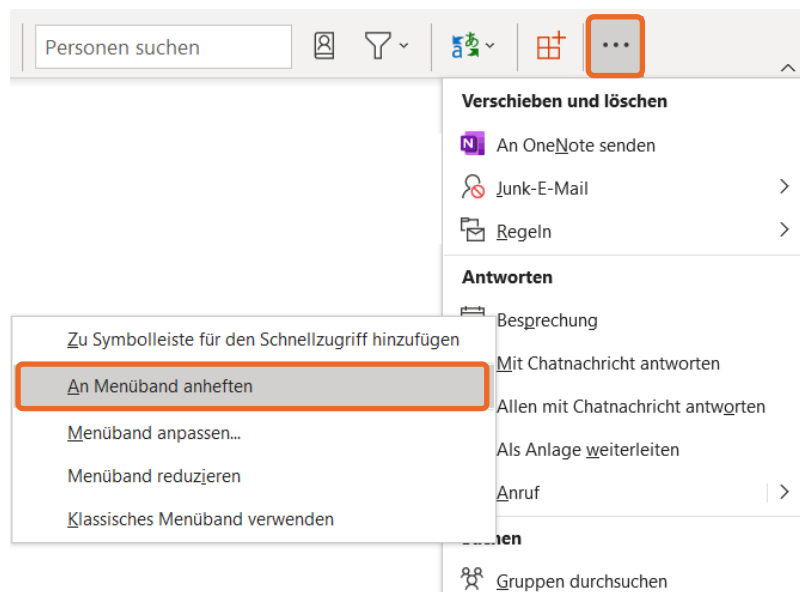 Personen suchen
Verschieben und löschen
An OneNote senden
Junk-E-Mail
Regeln
Antworten
Besprechung
Mit Chatnachricht antworten
Allen mit Chatnachricht antworten
Als Anlage weiterleiten
Anruf
Gruppen durchsuchen
Zu Symbolleiste für den Schnellzugriff hinzufügen
An Menüband anheften
Menüband anpassen...
Menüband reduzieren
Klassisches Menüband verwenden